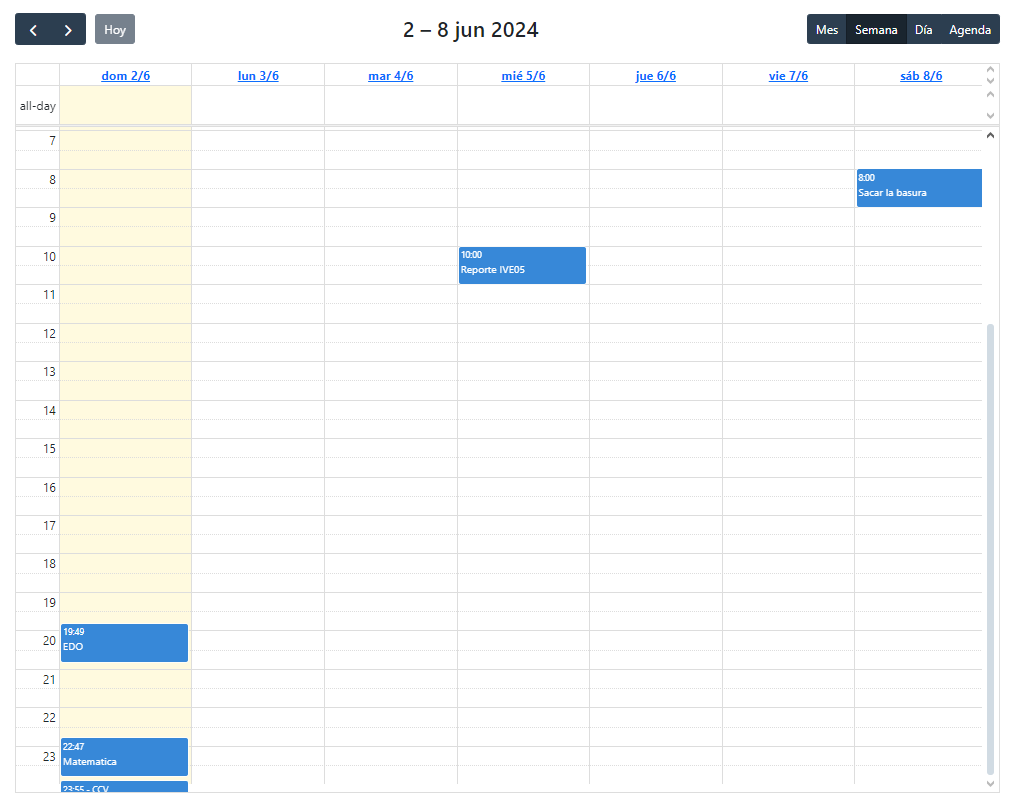 Hoy
2 – 8 jun 2024
Mes Semana Día Agenda
dom 2/6 lun 3/6 mar 4/6 mié 5/6 jue 6/6 vie 7/6 sáb 8/6
all-day
7
8
8:00
Sacar la basura
9
10
10:00
Reporte IVE05
11
12
13
14
15
16
17
18
19
19:49
20
EDO
21
22
22:47
23
Matematica
23:55 - CCV